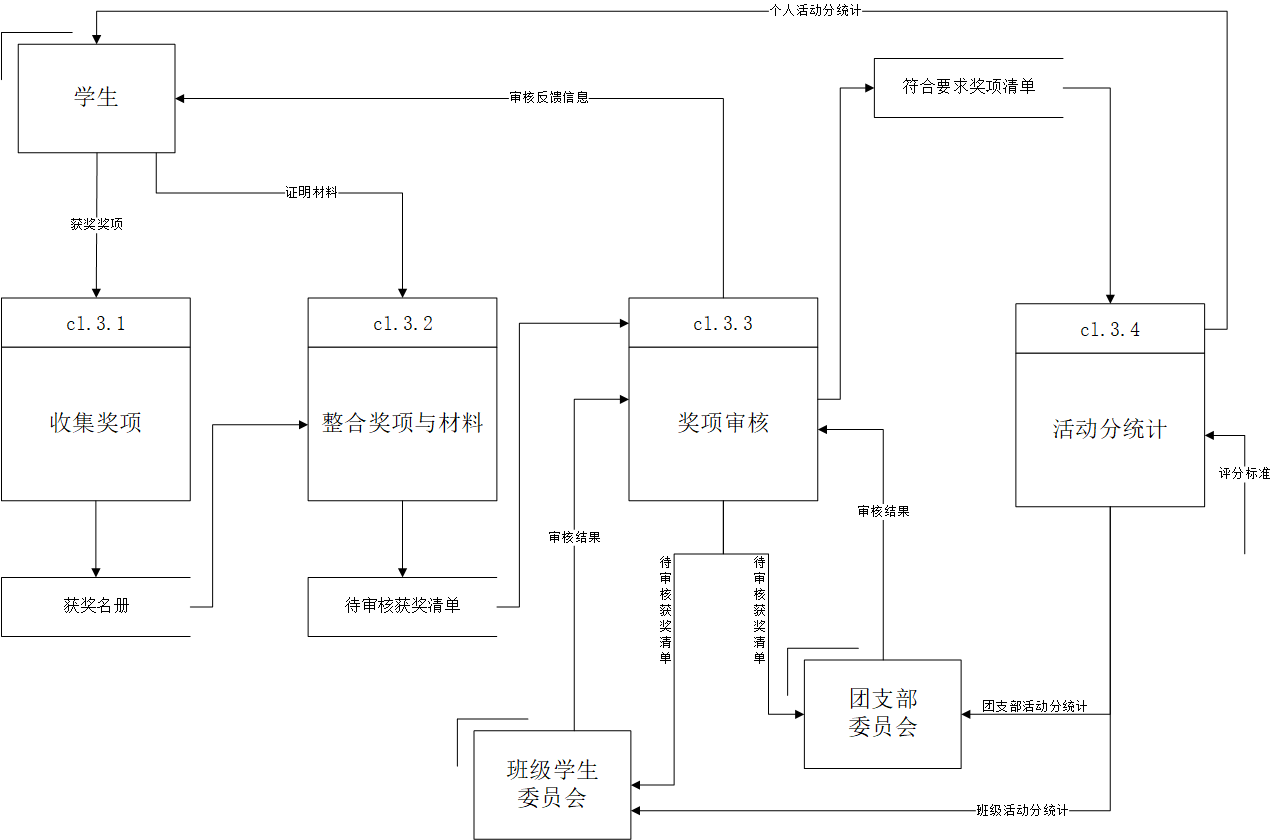 个人活动分统计
学生
审核反馈信息
符合要求奖项清单
证明材料
获奖奖项
cl.3.1
cl.3.2
cl.3.3
cl.3.4
收集奖项
整合奖项与材料
奖项审核
活动分统计
评分标准
审核结果
审核结果
待审核获奖清单
待审核获奖清单
获奖名册
待审核获奖清单
团支部
委员会
团支部活动分统计
班级学生
委员会
班级活动分统计